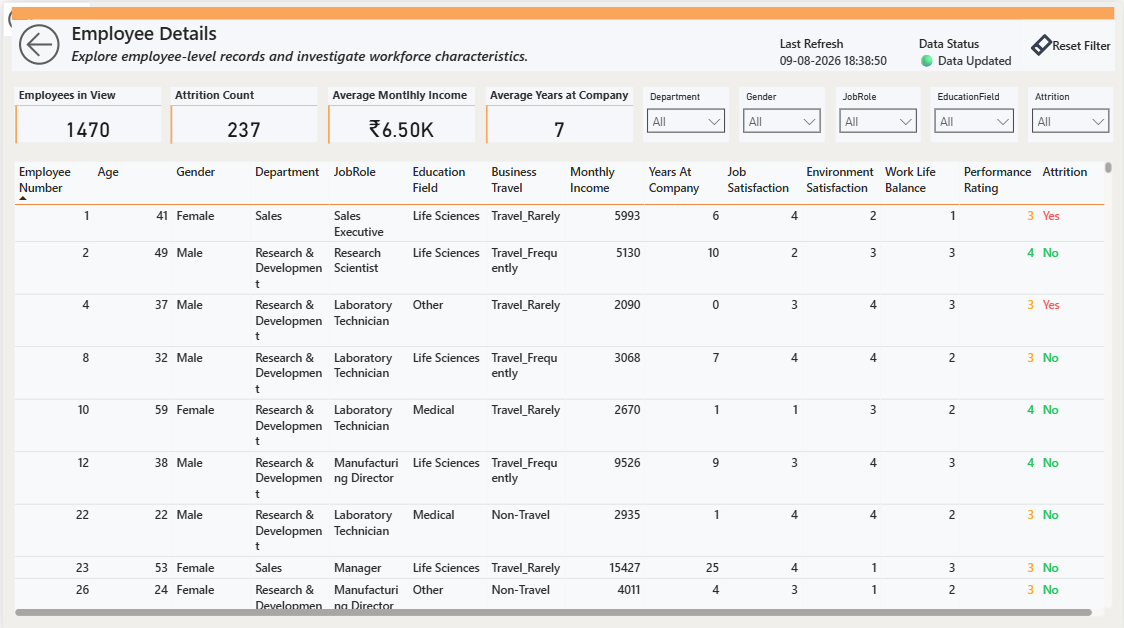 Employee Details
Explore employee-level records and investigate workforce characteristics.
Last Refresh
09-08-2026 18:38:50
Data Status
Data Updated
Reset Filter
Employees in View
1470
Attrition Count
237
Average Montlhly Income
₹6.50K
Average Years at Company
7
Department
All
Gender
All
JobRole
All
EducationField
All
Attrition
All
Employee Number Age Gender Department JobRole Education Field Business Travel Monthly Income Years At Company Job Satisfaction Environment Satisfaction Work Life Balance Performance Rating Attrition
1 41 Female Sales Sales Executive Life Sciences Travel_Rarely 5993 6 4 2 1 3 Yes
2 49 Male Research & Development Research Scientist Life Sciences Travel_Frequently 5130 10 2 3 3 4 No
4 37 Male Research & Development Laboratory Technician Other Travel_Rarely 2090 0 3 4 3 3 Yes
8 32 Male Research & Development Laboratory Technician Life Sciences Travel_Frequently 3068 7 4 4 2 3 No
10 59 Female Research & Development Laboratory Technician Medical Travel_Rarely 2670 1 1 3 2 4 No
12 38 Male Research & Development Manufacturing Director Life Sciences Travel_Frequently 9526 9 3 4 3 4 No
22 22 Male Research & Development Laboratory Technician Medical Non-Travel 2935 1 4 4 2 3 No
23 53 Female Sales Manager Life Sciences Travel_Rarely 15427 25 4 1 3 3 No
26 24 Female Research & Developmen Manufacturing Director Other Non-Travel 4011 4 3 1 2 3 No